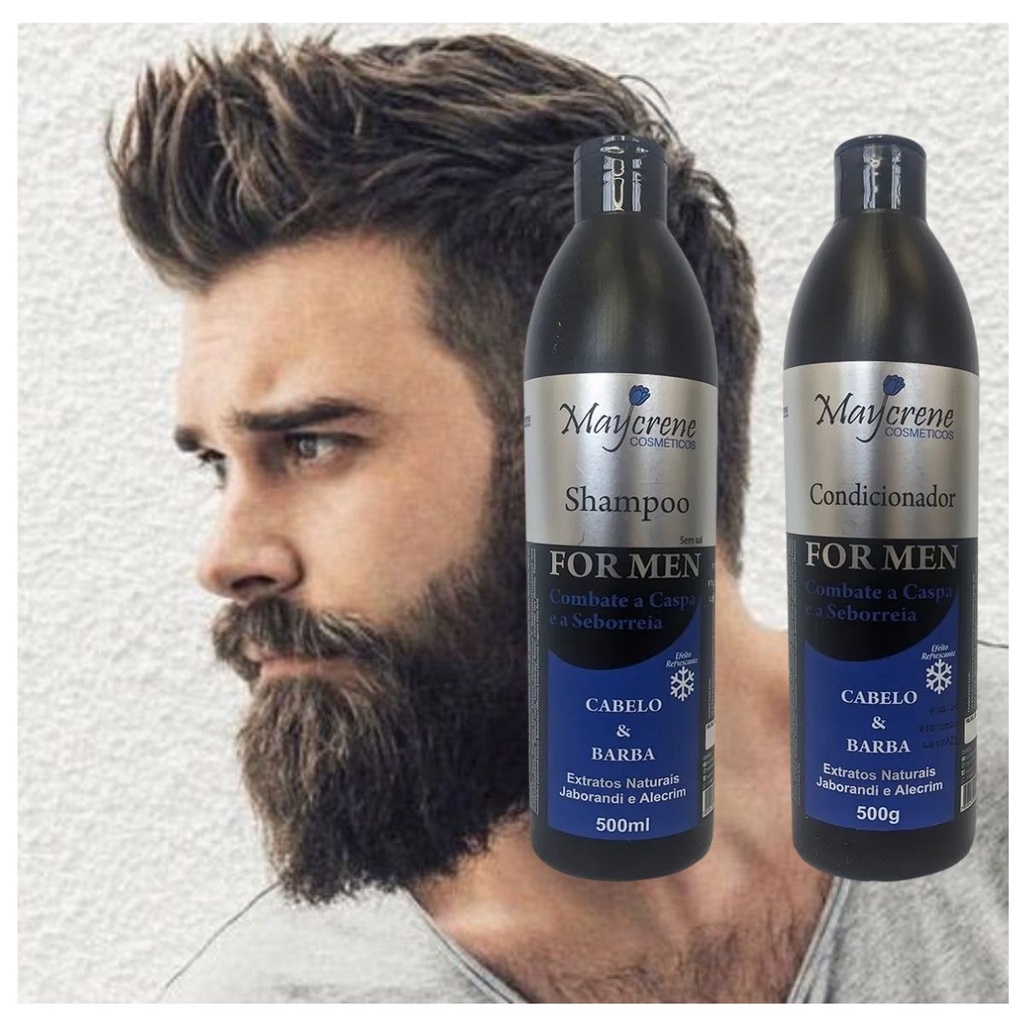 Maycrene
COSMÉTICOS
Shampoo
Sem sal
FOR MEN
Combate a Caspa
e a Seborreia
Efeito
Refrescante
CABELO
&
BARBA
Extratos Naturais
Jaborandi e Alecrim
500ml
Maycrene
COSMÉTICOS
Condicionador
FOR MEN
Combate a Caspa
e a Seborreia
Efeito
Refrescante
CABELO
&
BARBA
Extratos Naturais
Jaborandi e Alecrim
500g